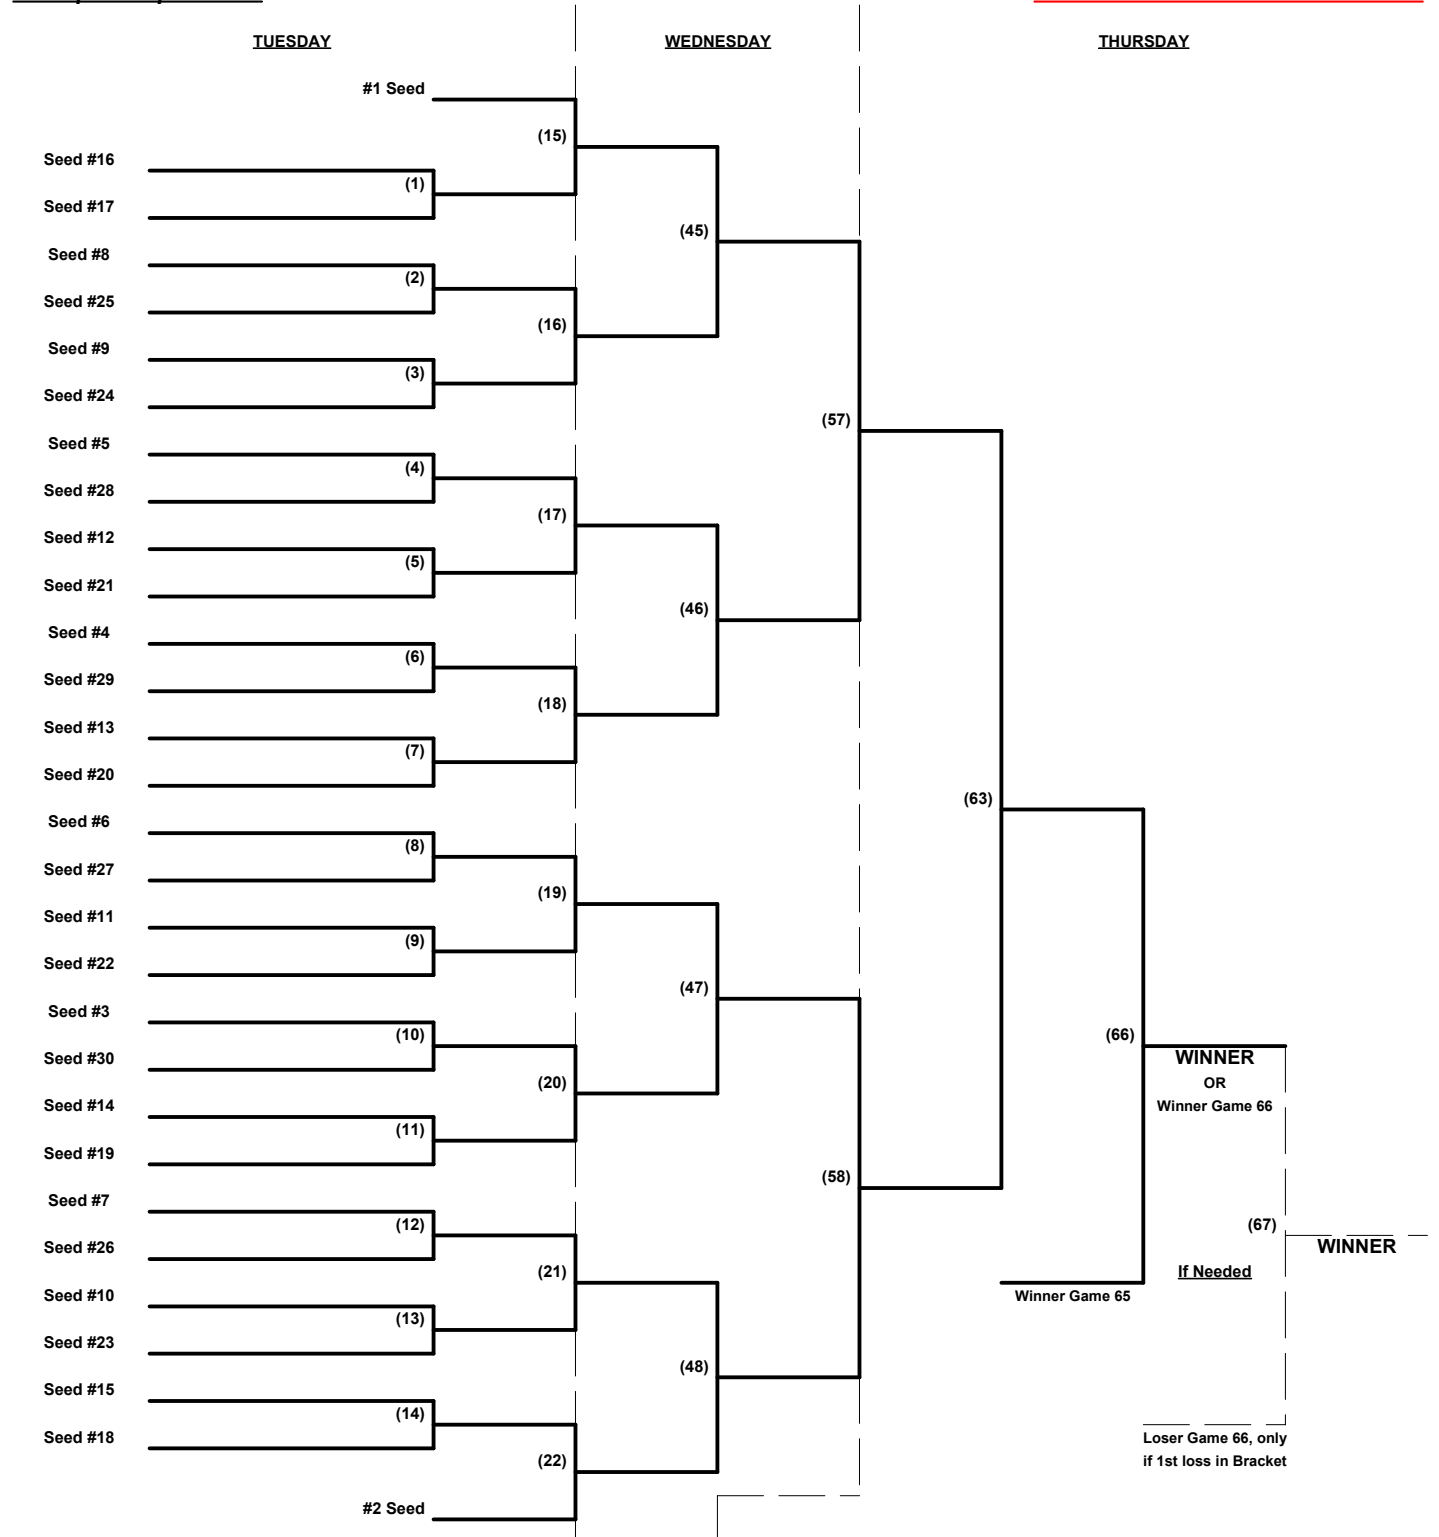 TUESDAY
WEDNESDAY
THURSDAY
#1 Seed
(15)
Seed #16
(1)
Seed #17
(45)
Seed #8
(2)
Seed #25
(16)
Seed #9
(3)
Seed #24
(57)
Seed #5
(4)
Seed #28
(17)
Seed #12
(5)
Seed #21
(46)
Seed #4
(6)
Seed #29
(18)
Seed #13
(7)
Seed #20
(63)
Seed #6
(8)
Seed #27
(19)
Seed #11
(9)
Seed #22
(47)
Seed #3
(10)
(66)
Seed #30
WINNER
(20)
OR
Seed #14
Winner Game 66
(11)
Seed #19
(58)
Seed #7
(12)
(67)
Seed #26
WINNER
(21)
If Needed
Seed #10
Winner Game 65
(13)
Seed #23
(48)
Seed #15
(14)
Seed #18
Loser Game 66, only
(22)
if 1st loss in Bracket
#2 Seed